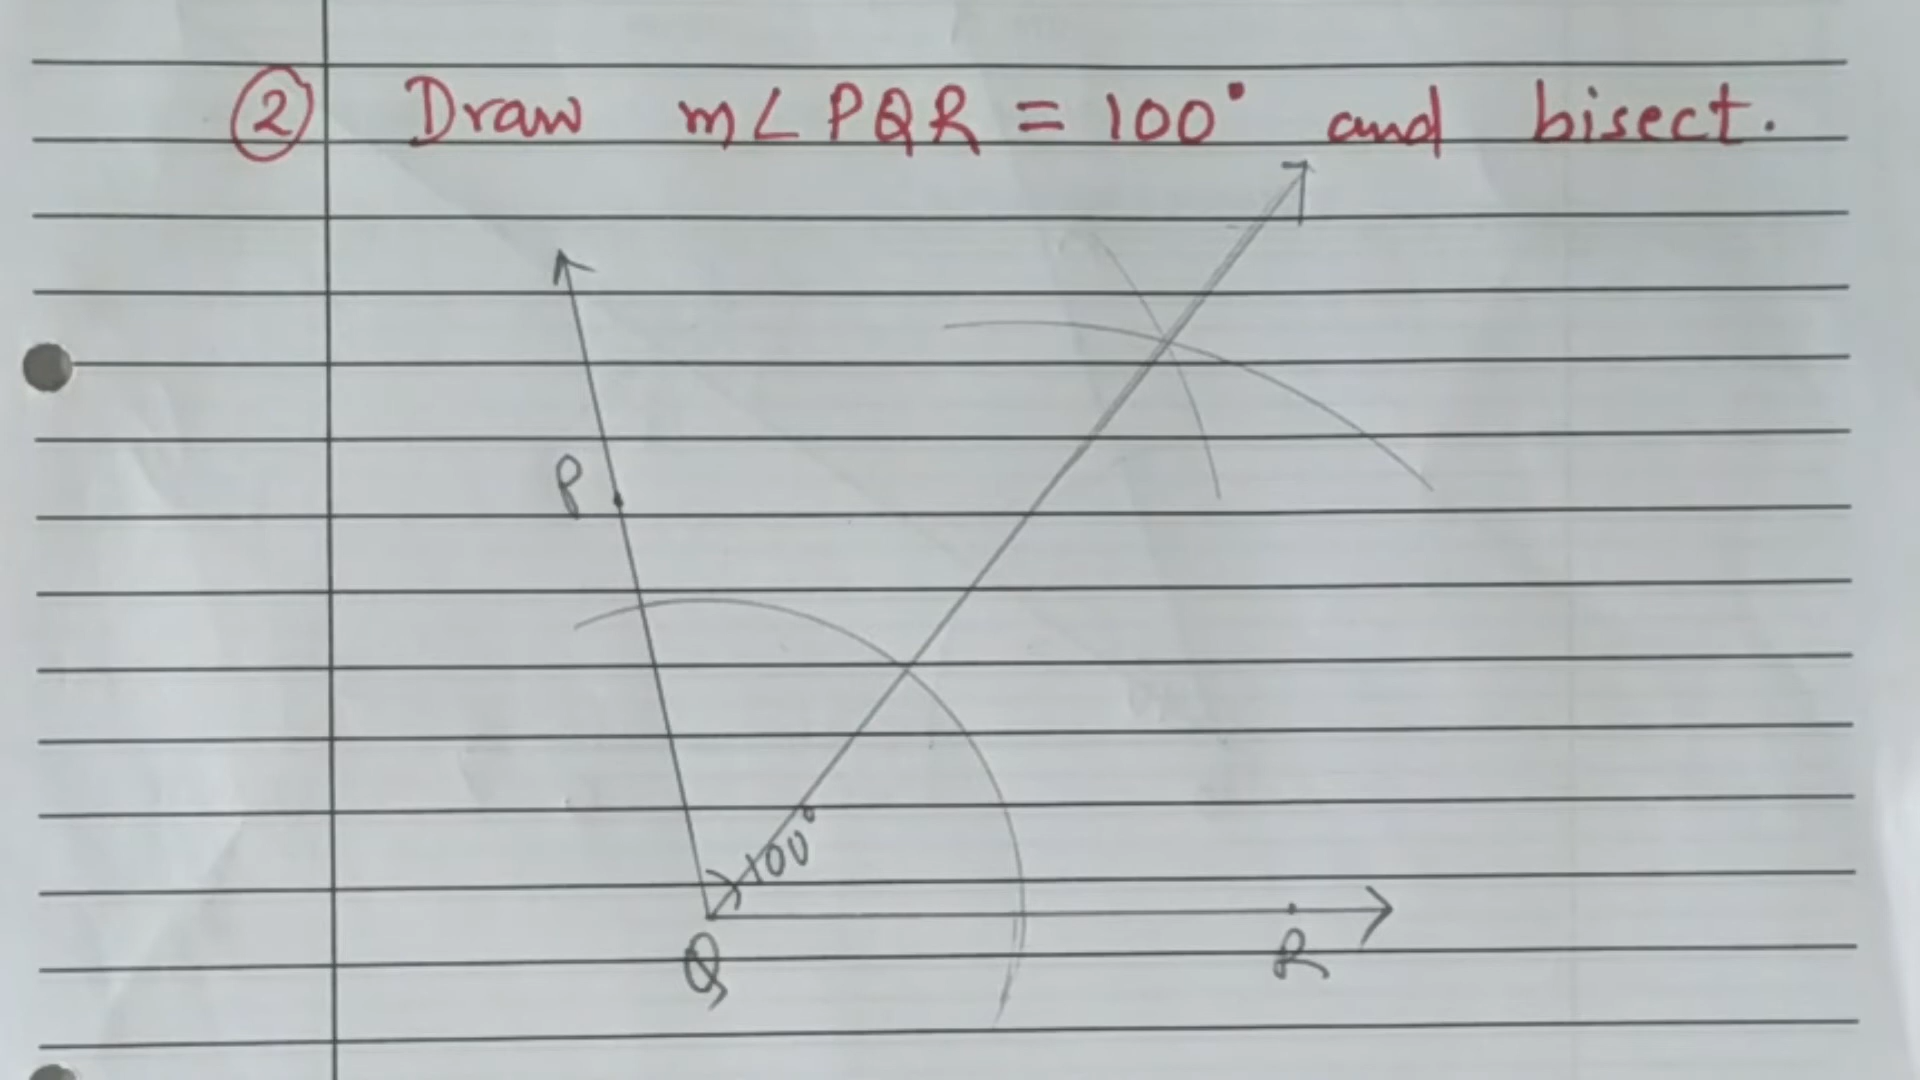 ② Draw m∠PQR = 100° and bisect.
P
100°
Q
R